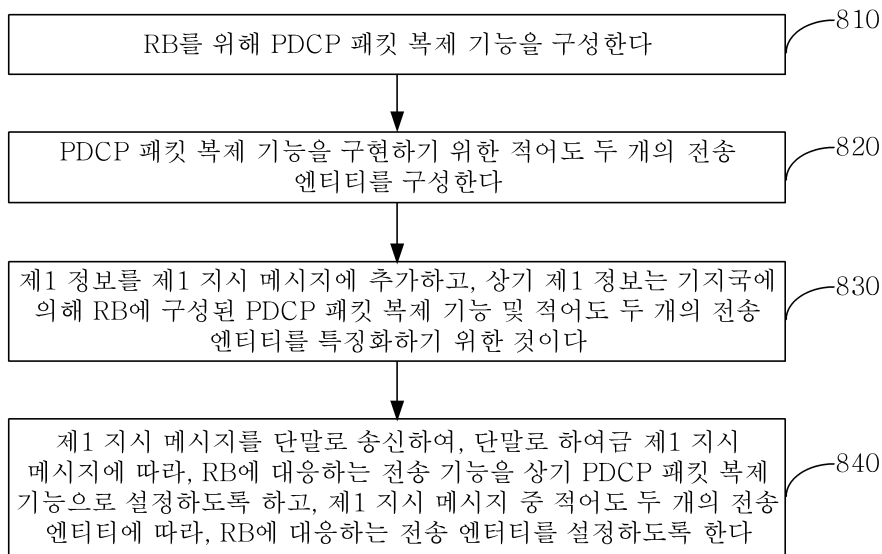 RB를 위해 PDCP 패킷 복제 기능을 구성한다
810
PDCP 패킷 복제 기능을 구현하기 위한 적어도 두 개의 전송
엔티티를 구성한다
820
제1 정보를 제1 지시 메시지에 추가하고, 상기 제1 정보는 기지국에
의해 RB에 구성된 PDCP 패킷 복제 기능 및 적어도 두 개의 전송
엔티티를 특징화하기 위한 것이다
830
제1 지시 메시지를 단말로 송신하여, 단말로 하여금 제1 지시
메시지에 따라, RB에 대응하는 전송 기능을 상기 PDCP 패킷 복제
기능으로 설정하도록 하고, 제1 지시 메시지 중 적어도 두 개의 전송
엔티티에 따라, RB에 대응하는 전송 엔터티를 설정하도록 한다
840